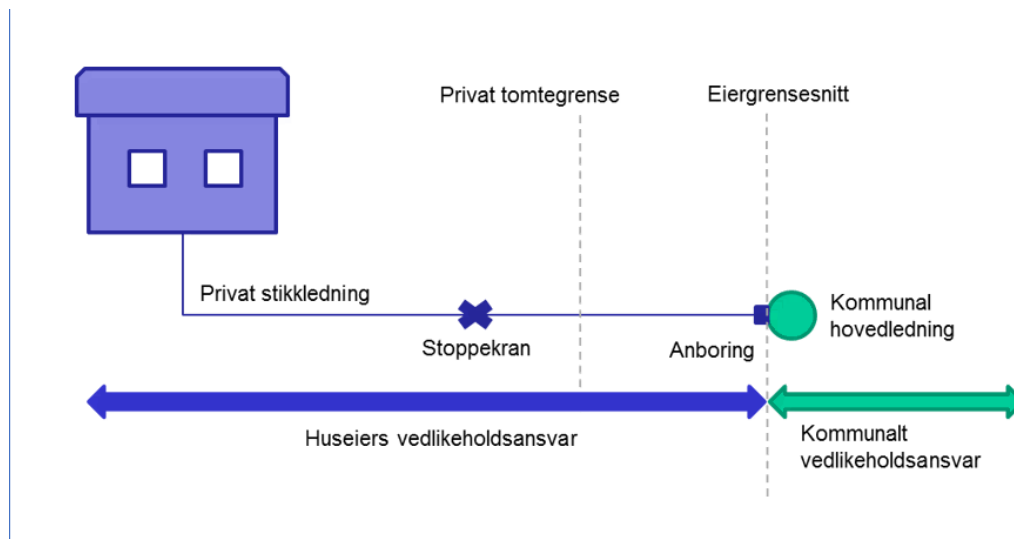 Privat tomtegrense
Eiergrensesnitt
Privat stikkledning
Kommunal
hovedledning
Stoppekran
Anboring
Huseiers vedlikeholdsansvar
Kommunalt
vedlikeholdsansvar